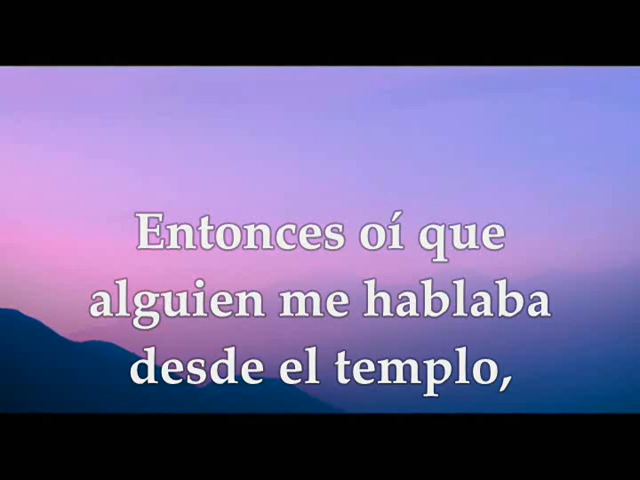 Entonces oí que
alguien me hablaba
desde el templo,